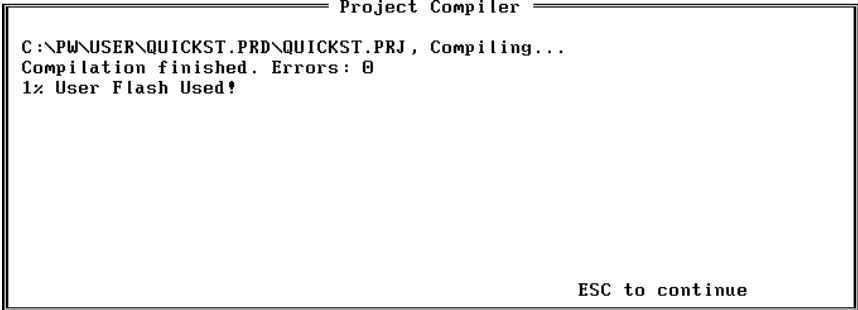 Project Compiler
C:\PW\USER\QUICKST.PRD\QUICKST.PRJ, Compiling...
Compilation finished. Errors: 0
1% User Flash Used!
ESC to continue